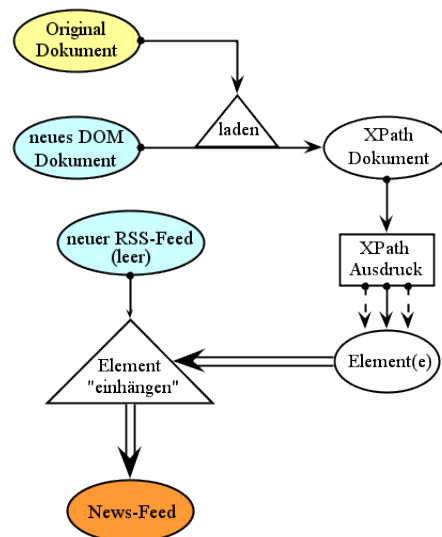 Original
Dokument
laden
neues DOM
Dokument
XPath
Dokument
neuer RSS-Feed
(leer)
XPath
Ausdruck
Element
"einhängen"
Element(e)
News-Feed